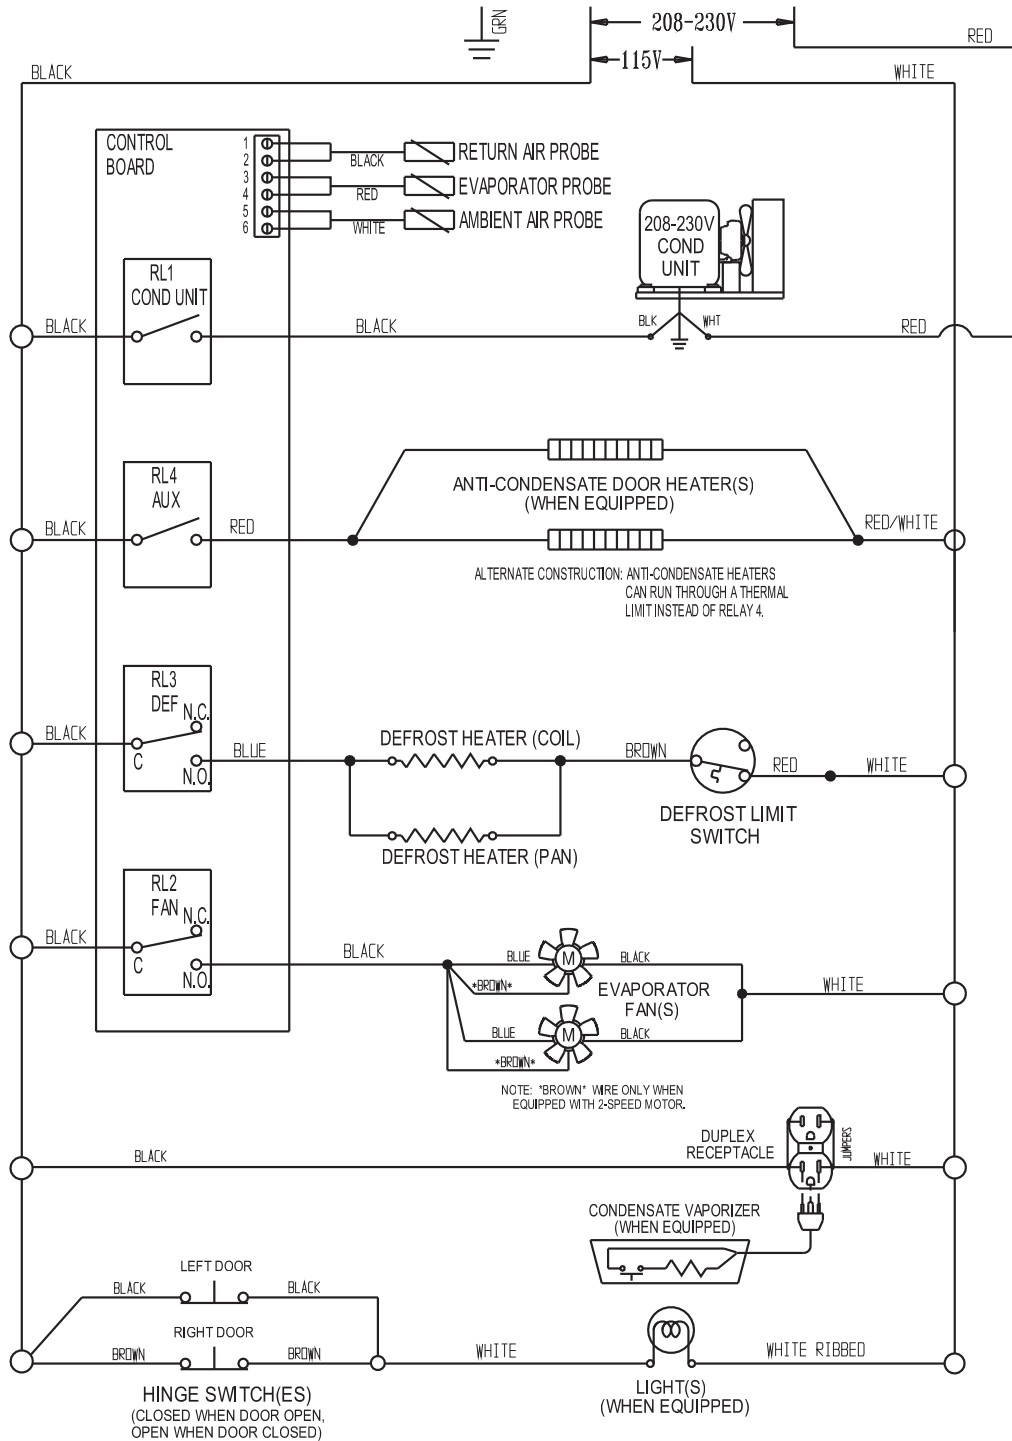 GRN
208-230V
RED
115V
BLACK
WHITE
CONTROL
BOARD
1
2
3
4
5
6
BLACK
RED
WHITE
RETURN AIR PROBE
EVAPORATOR PROBE
AMBIENT AIR PROBE
208-230V
COND
UNIT
RL1
COND UNIT
BLACK
BLACK
BLK
WHT
RED
RL4
AUX
BLACK
RED
ANTI-CONDENSATE DOOR HEATER(S)
(WHEN EQUIPPED)
RED/WHITE
ALTERNATE CONSTRUCTION: ANTI-CONDENSATE HEATERS
CAN RUN THROUGH A THERMAL
LIMIT INSTEAD OF RELAY 4.
RL3
DEF
N.C.
C
N.O.
BLACK
BLUE
DEFROST HEATER (COIL)
BROWN
RED
WHITE
DEFROST LIMIT
SWITCH
DEFROST HEATER (PAN)
RL2
FAN
N.C.
C
N.O.
BLACK
BLACK
BLUE
M
BLACK
*BROWN*
EVAPORATOR
FAN(S)
WHITE
BLUE
M
BLACK
*BROWN*
NOTE: *BROWN* WIRE ONLY WHEN
EQUIPPED WITH 2-SPEED MOTOR.
BLACK
DUPLEX
RECEPTACLE
JUMPERS
WHITE
CONDENSATE VAPORIZER
(WHEN EQUIPPED)
LEFT DOOR
BLACK
BLACK
RIGHT DOOR
BROWN
BROWN
WHITE
WHITE RIBBED
HINGE SWITCH(ES)
(CLOSED WHEN DOOR OPEN,
OPEN WHEN DOOR CLOSED)
LIGHT(S)
(WHEN EQUIPPED)